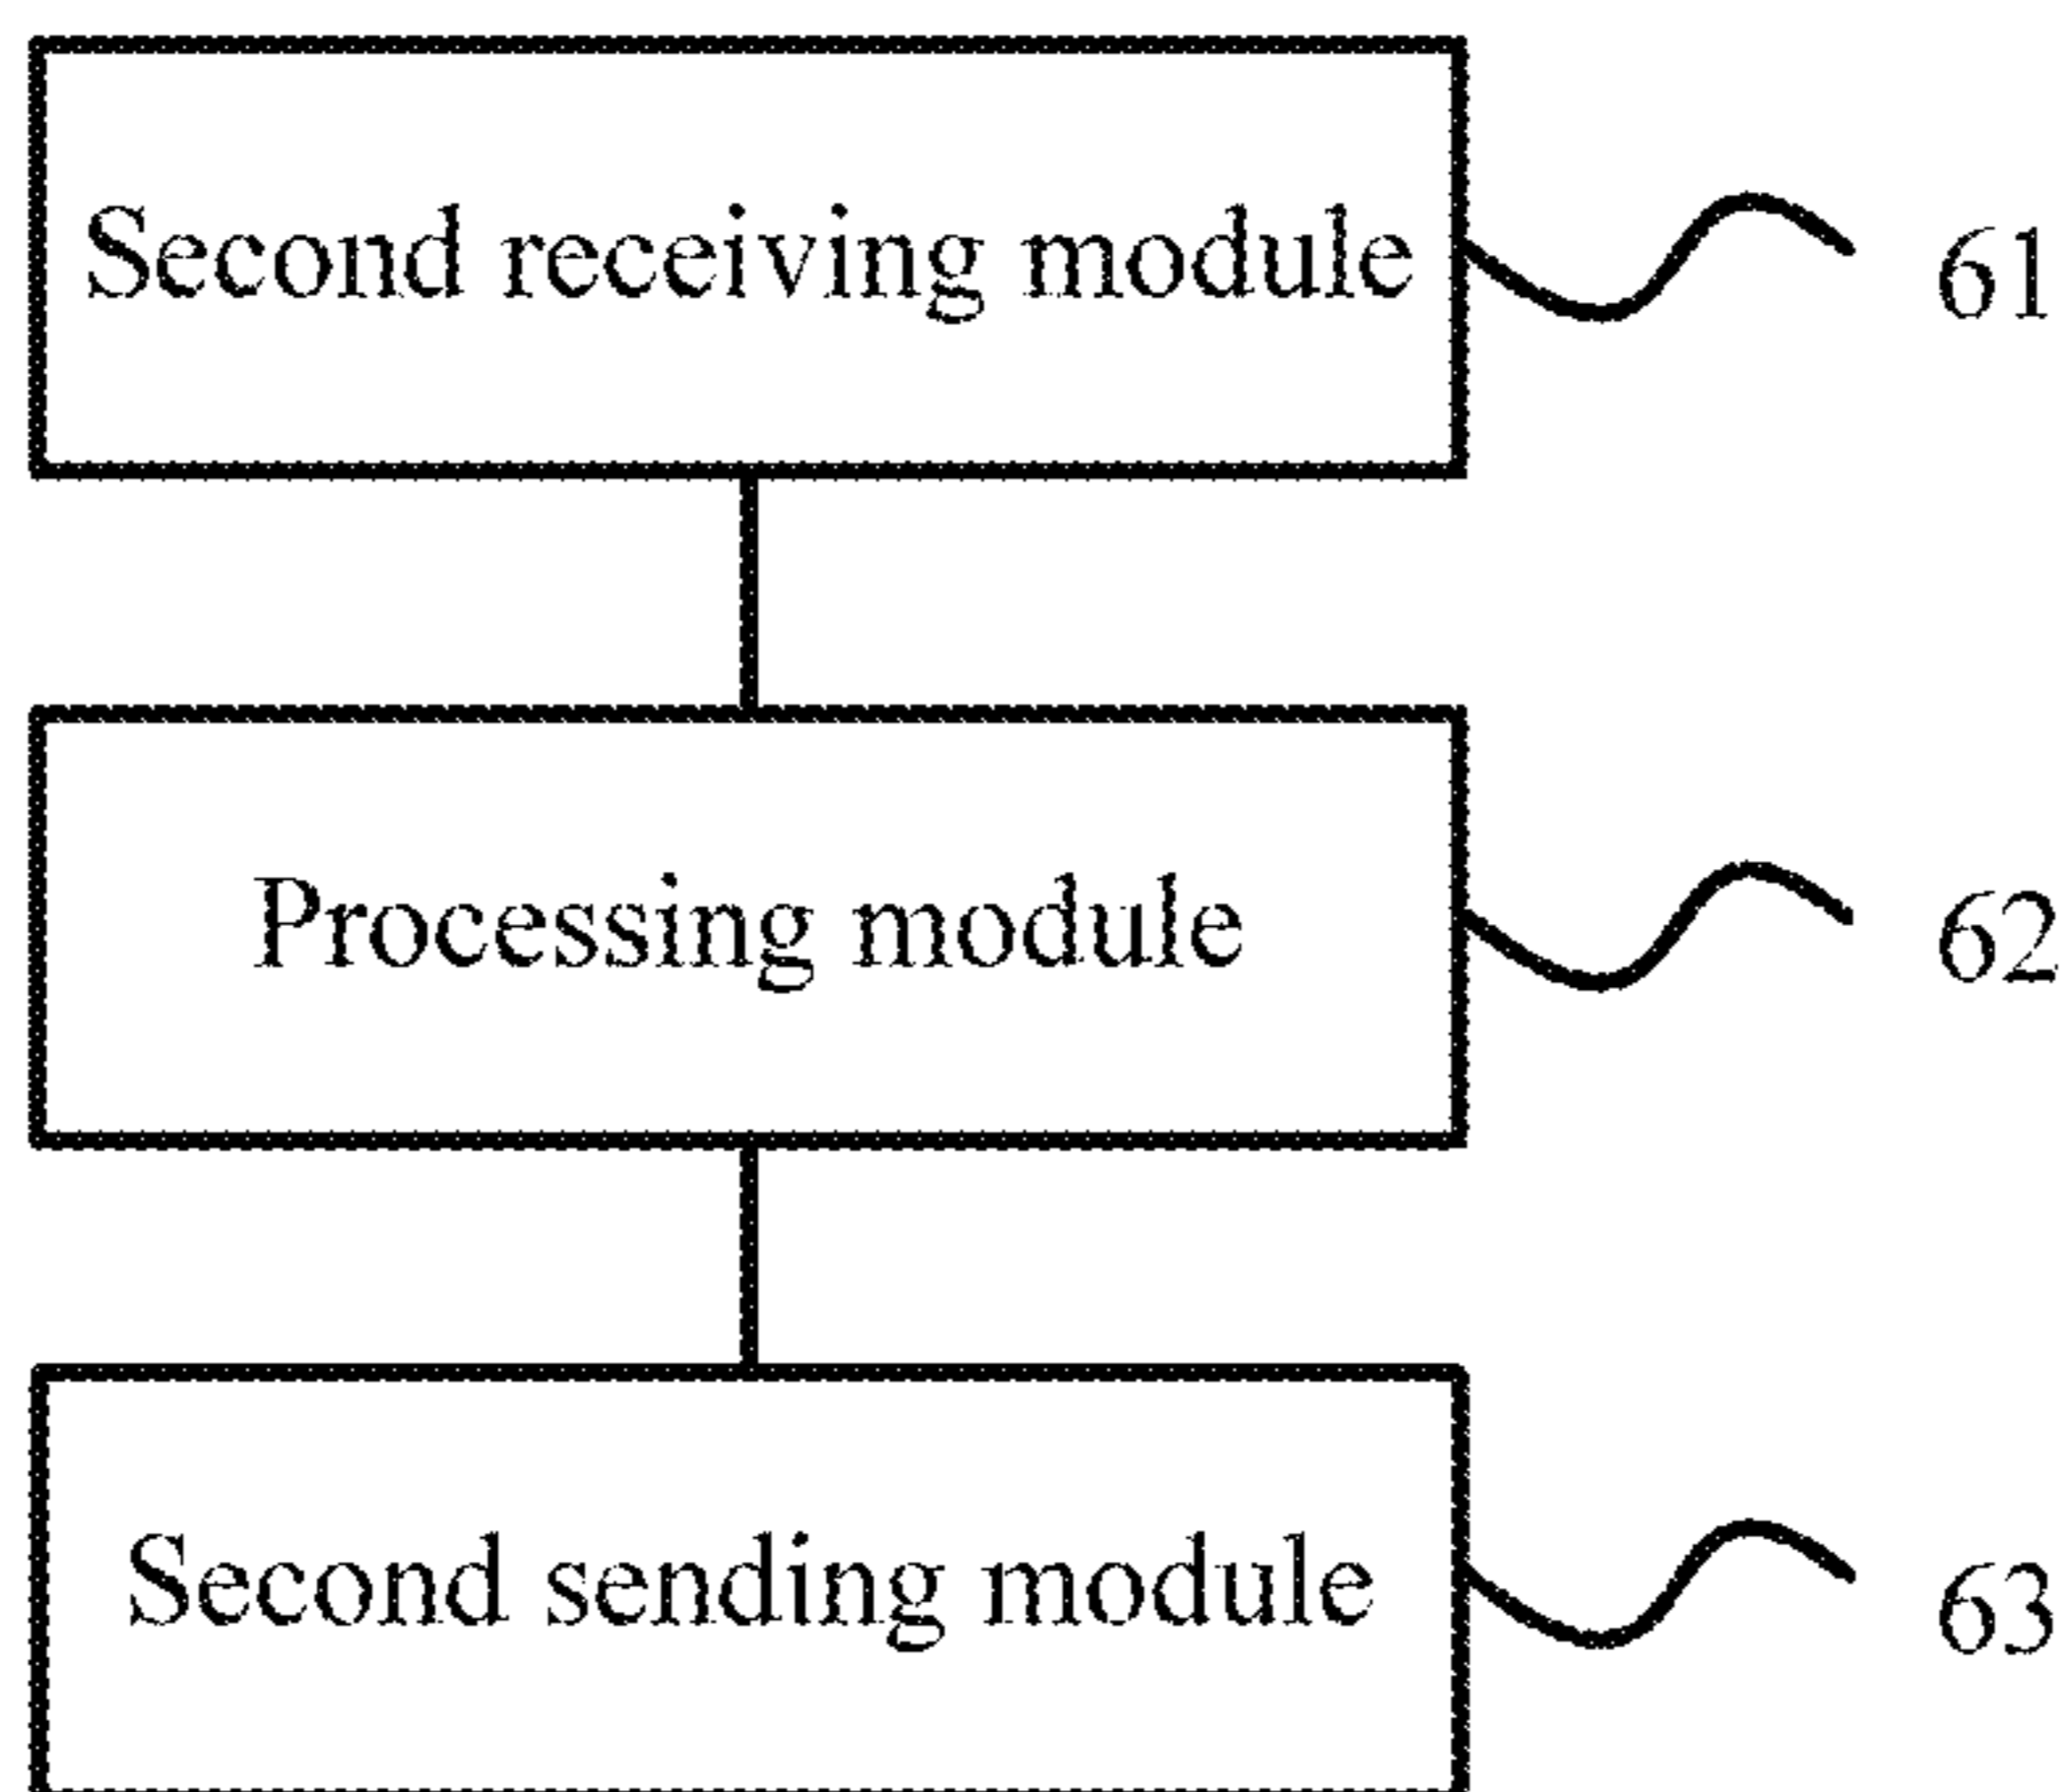 Second receiving module 61
Processing module 62
Second sending module 63